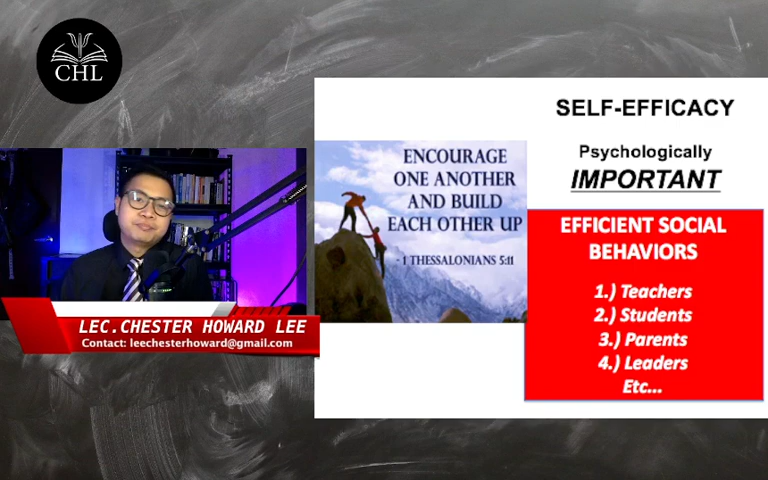 CHL
LEC.CHESTER HOWARD LEE
Contact: leechesterhoward@gmail.com
ENCOURAGE
ONE ANOTHER
AND BUILD
EACH OTHER UP
- 1 THESSALONIANS 5:11
SELF-EFFICACY
Psychologically
IMPORTANT
EFFICIENT SOCIAL
BEHAVIORS
1.) Teachers
2.) Students
3.) Parents
4.) Leaders
Etc...